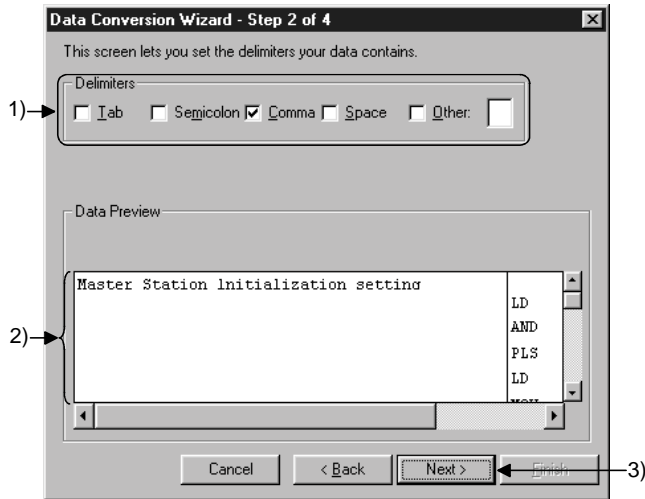 Data Conversion Wizard - Step 2 of 4
This screen lets you set the delimiters your data contains.
Delimiters
1)
Tab Semicolon Comma Space Other:
Data Preview
Master Station Initialization setting
LD
AND
2)
PLS
LD
Cancel < Back Next > Finish
3)